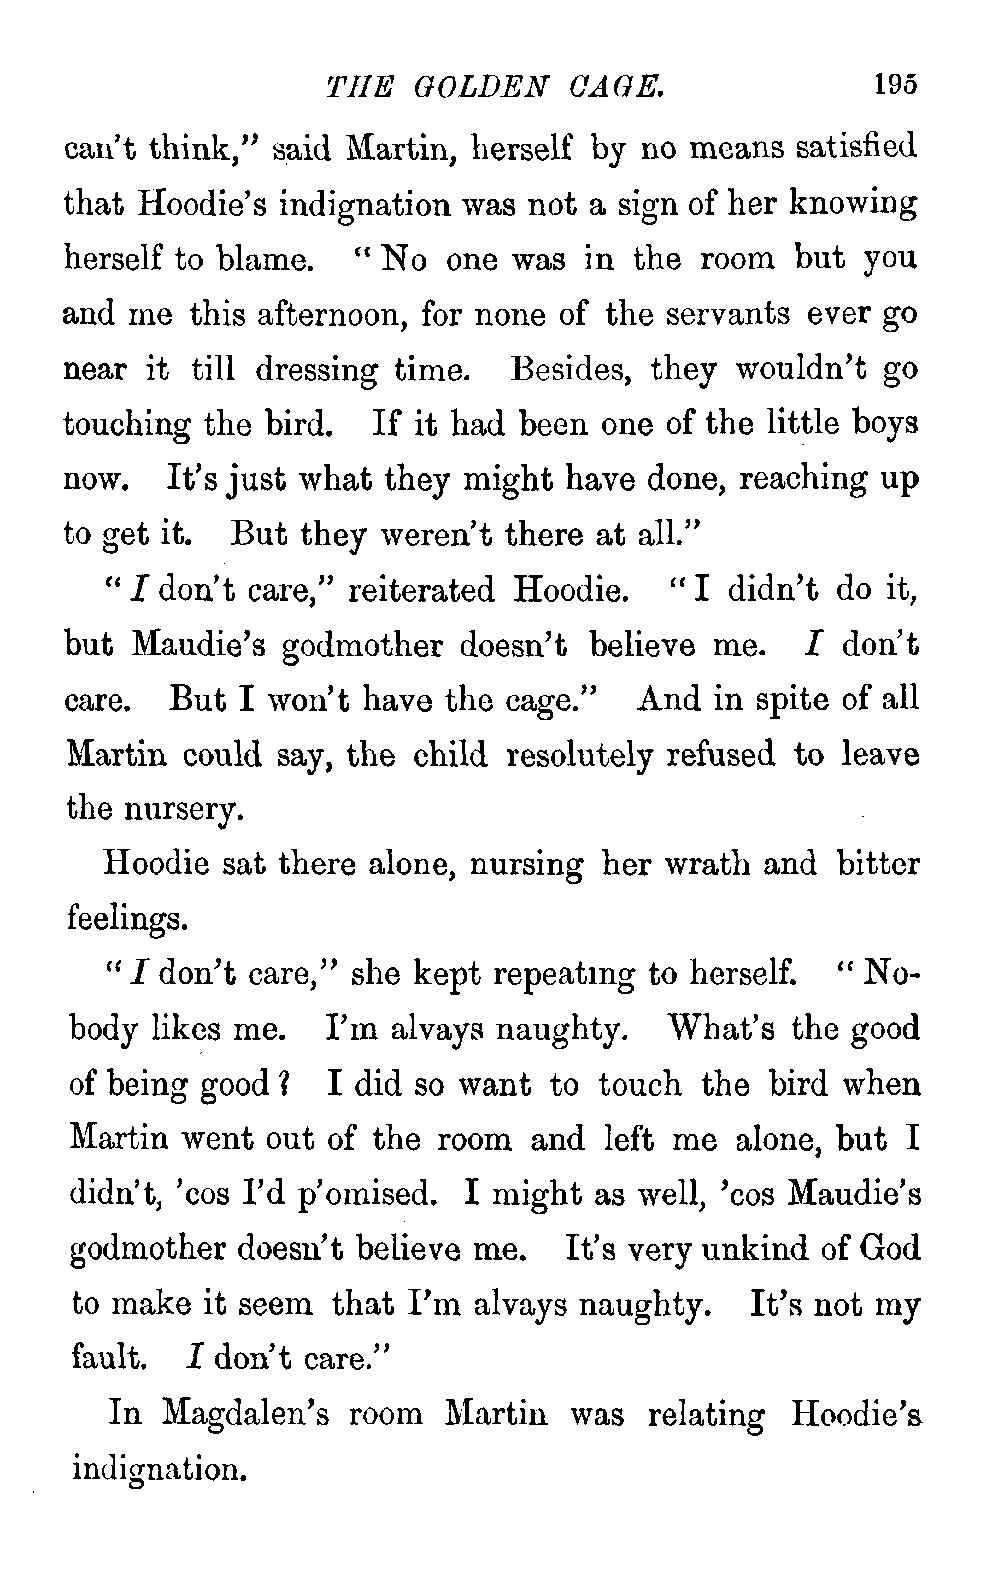 THE GOLDEN CAGE. 195
can't think," said Martin, herself by no means satisfied
that Hoodie's indignation was not a sign of her knowing
herself to blame. "No one was in the room but you
and me this afternoon, for none of the servants ever go
near it till dressing time. Besides, they wouldn't go
touching the bird. If it had been one of the little boys
now. It's just what they might have done, reaching up
to get it. But they weren't there at all."
"I don't care," reiterated Hoodie. "I didn't do it,
but Maudie's godmother doesn't believe me. I don't
care. But I won't have the cage." And in spite of all
Martin could say, the child resolutely refused to leave
the nursery.
Hoodie sat there alone, nursing her wrath and bitter
feelings.
"I don't care," she kept repeating to herself. "No-
body likes me. I'm alvays naughty. What's the good
of being good? I did so want to touch the bird when
Martin went out of the room and left me alone, but I
didn't, 'cos I'd p'omised. I might as well, 'cos Maudie's
godmother doesn't believe me. It's very unkind of God
to make it seem that I'm alvays naughty. It's not my
fault. I don't care."
In Magdalen's room Martin was relating Hoodie's
indignation.